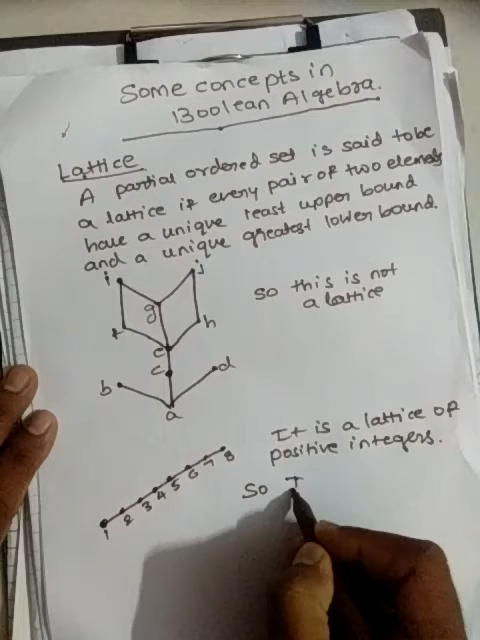 Some concepts in
Boolean Algebra.
Lattice
A partial ordered set is said to be
a lattice if every pair of two elements
have a unique least upper bound
and a unique greatest lower bound.
i
j
g
f
h
e
c
b
d
a
So this is not
a lattice
It is a lattice of
positive integers.
1 2 3 4 5 6 7 8
So I